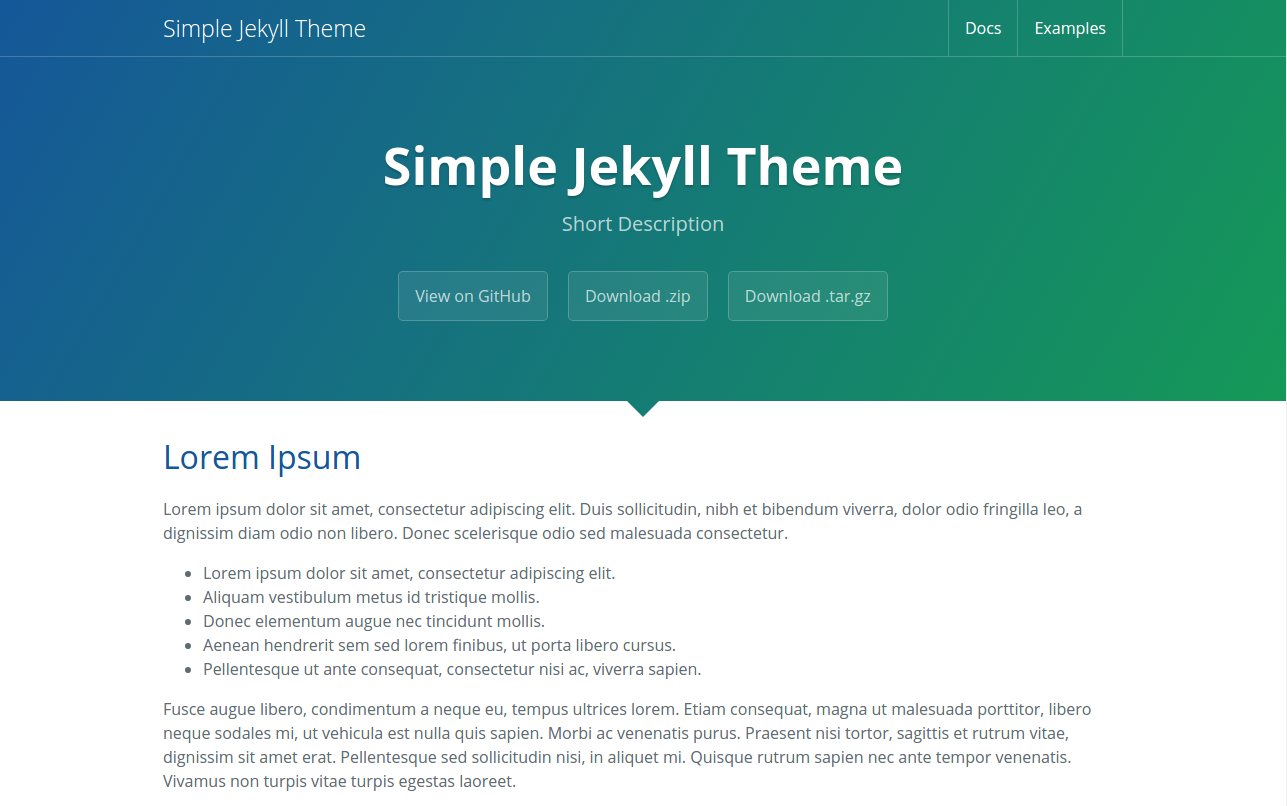 Simple Jekyll Theme
Docs
Examples
Simple Jekyll Theme
Short Description
View on GitHub
Download .zip
Download .tar.gz
Lorem Ipsum
Lorem ipsum dolor sit amet, consectetur adipiscing elit. Duis sollicitudin, nibh et bibendum viverra, dolor odio fringilla leo, a
dignissim diam odio non libero. Donec scelerisque odio sed malesuada consectetur.
Lorem ipsum dolor sit amet, consectetur adipiscing elit.
Aliquam vestibulum metus id tristique mollis.
Donec elementum augue nec tincidunt mollis.
Aenean hendrerit sem sed lorem finibus, ut porta libero cursus.
Pellentesque ut ante consequat, consectetur nisi ac, viverra sapien.
Fusce augue libero, condimentum a neque eu, tempus ultrices lorem. Etiam consequat, magna ut malesuada porttitor, libero
neque sodales mi, ut vehicula est nulla quis sapien. Morbi ac venenatis purus. Praesent nisi tortor, sagittis et rutrum vitae,
dignissim sit amet erat. Pellentesque sed sollicitudin nisi, in aliquet mi. Quisque rutrum sapien nec ante tempor venenatis.
Vivamus non turpis vitae turpis egestas laoreet.